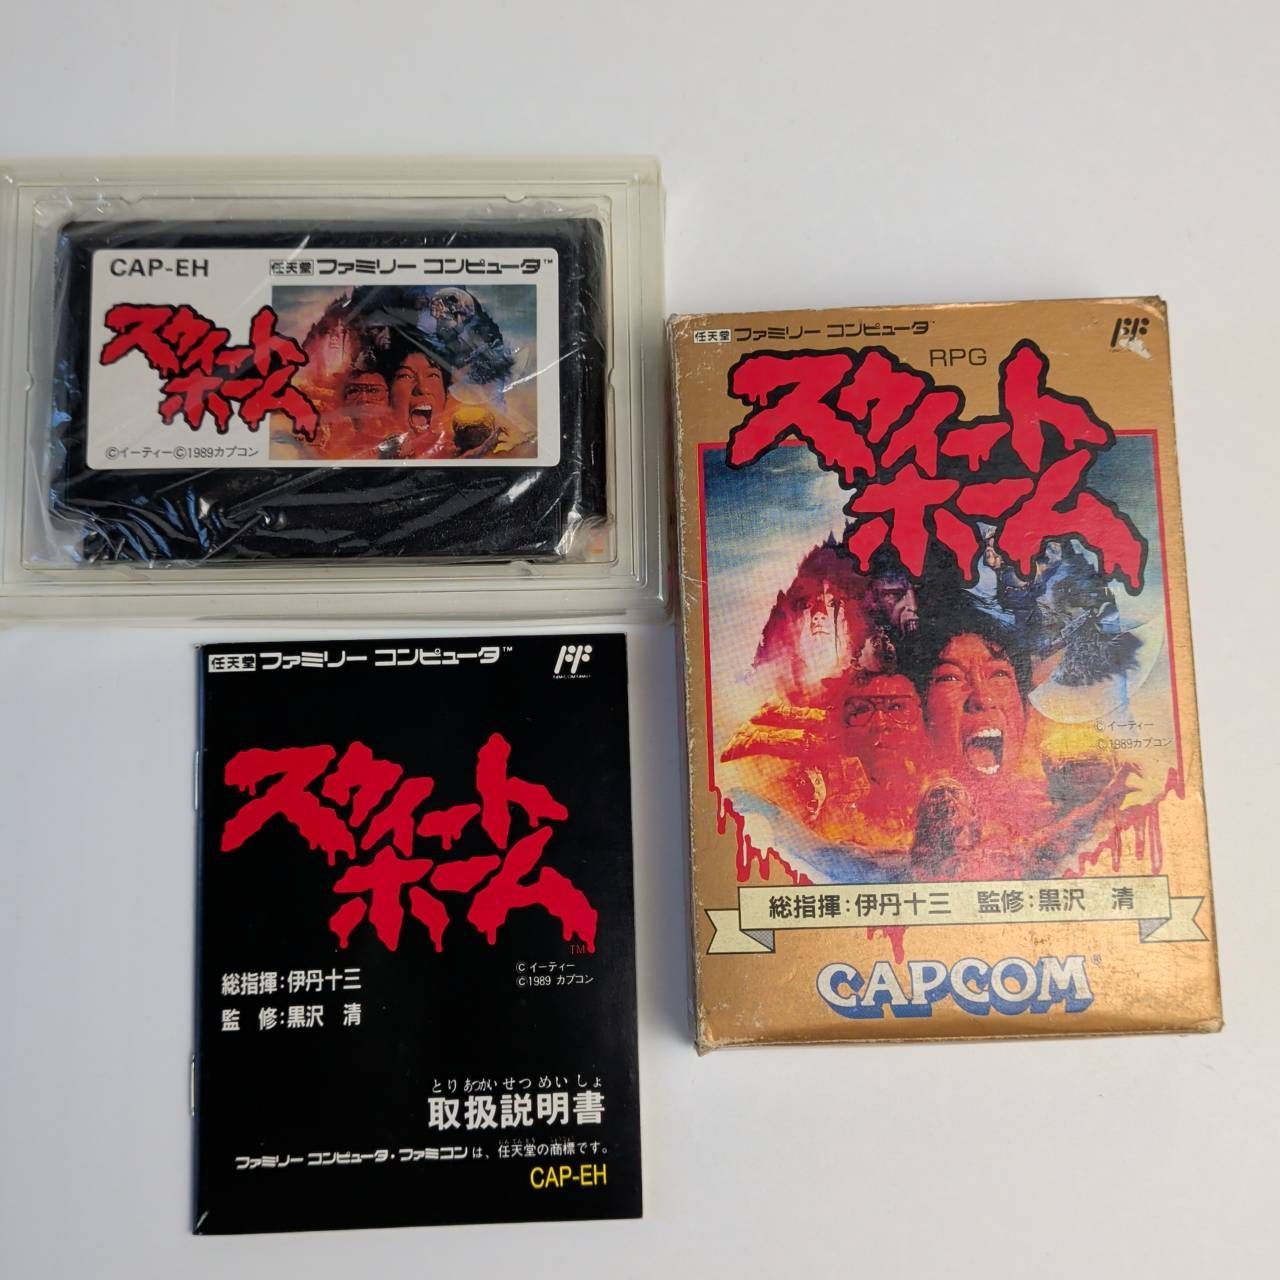 CAP-EH
任天堂 ファミリー コンピュータ™
スウィート
ホーム
©イーティー©1989カプコン
任天堂 ファミリー コンピュータ™
RPG
スウィート
ホーム
©イーティー
©1989カプコン
総指揮:伊丹十三 監修:黒沢 清
CAPCOM®
任天堂 ファミリー コンピュータ™
スウィート
ホーム
TM
©イーティー
©1989 カプコン
総指揮:伊丹十三
監 修:黒沢 清
とりあつかいせつめいしょ
取扱説明書
ファミリー コンピュータ・ファミコンは、任天堂の商標です。
CAP-EH